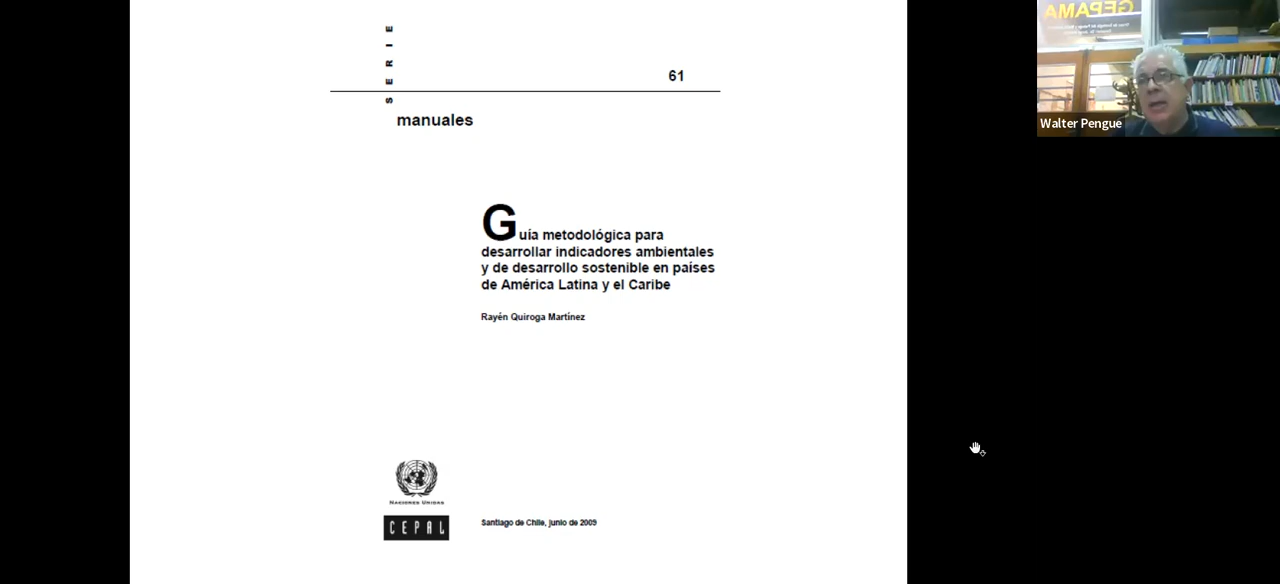 SERIE
61
manuales
Guía metodológica para
desarrollar indicadores ambientales
y de desarrollo sostenible en países
de América Latina y el Caribe
Rayén Quiroga Martínez
NACIONES UNIDAS
CEPAL
Santiago de Chile, junio de 2009
GEPAMA
Walter Pengue